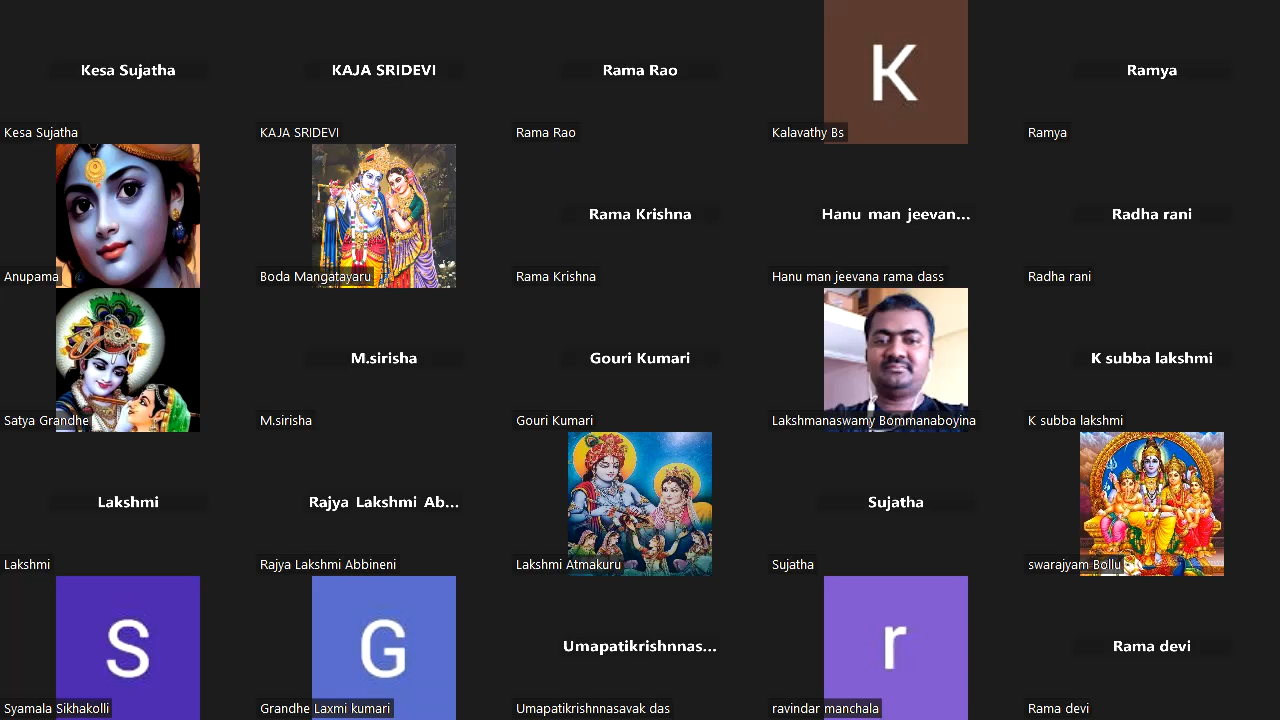 Kesa Sujatha
KAJA SRIDEVI
Rama Rao
K
Ramya
Kesa Sujatha
KAJA SRIDEVI
Rama Rao
Kalavathy Bs
Ramya
Rama Krishna
Hanu man jeevan...
Radha rani
Anupama
Boda Mangatayaru
Rama Krishna
Hanu man jeevana rama dass
Radha rani
M.sirisha
Gouri Kumari
K subba lakshmi
Satya Grandhe
M.sirisha
Gouri Kumari
Lakshmanaswamy Bommanaboyina
K subba lakshmi
Lakshmi
Rajya Lakshmi Ab...
Sujatha
Lakshmi
Rajya Lakshmi Abbineni
Lakshmi Atmakuru
Sujatha
swarajyam Bollu
S
G
Umapatikrishnnas...
r
Rama devi
Syamala Sikhakolli
Grandhe Laxmi kumari
Umapatikrishnnasavak das
ravindar manchala
Rama devi